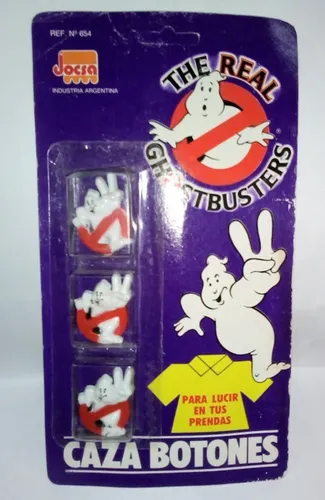 REF. Nº 654
Jocsa
INDUSTRIA ARGENTINA
THE REAL
GHOSTBUSTERS
®
PARA LUCIR
EN TUS
PRENDAS
CAZA BOTONES